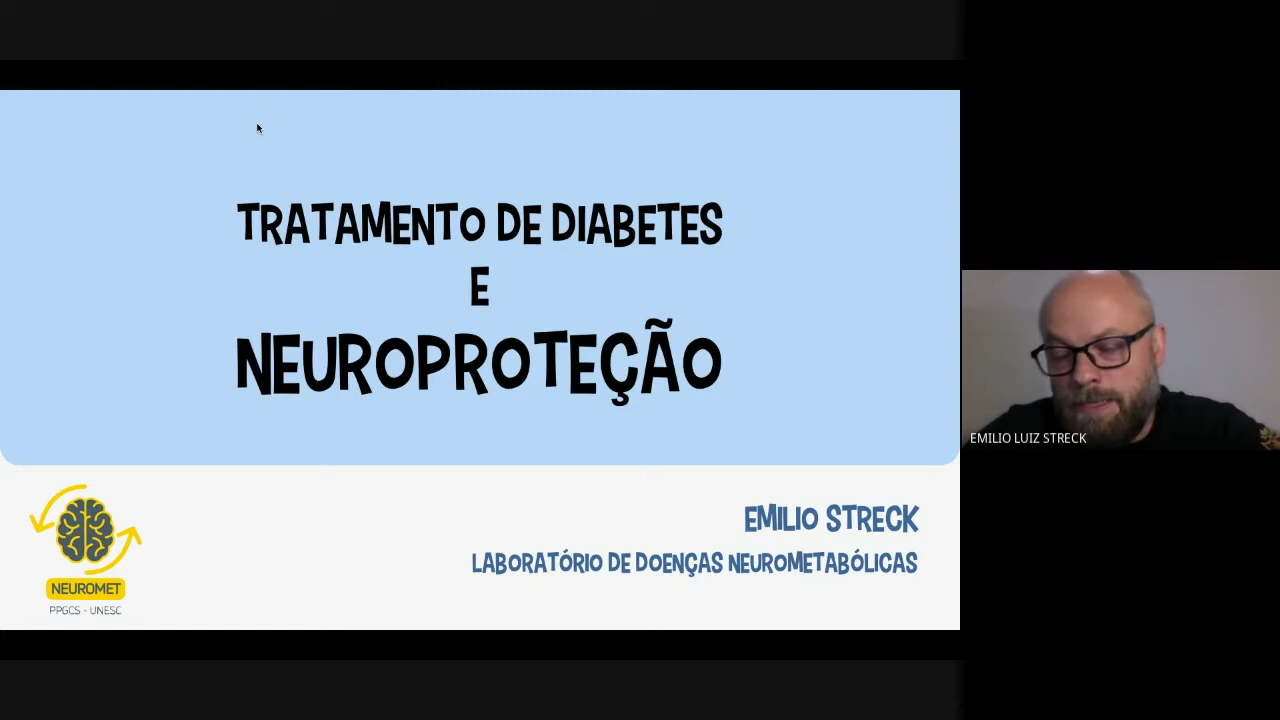 TRATAMENTO DE DIABETES
E
NEUROPROTEÇÃO
EMILIO STRECK
LABORATÓRIO DE DOENÇAS NEUROMETABÓLICAS
NEUROMET
PPGCS - UNESC
EMILIO LUIZ STRECK